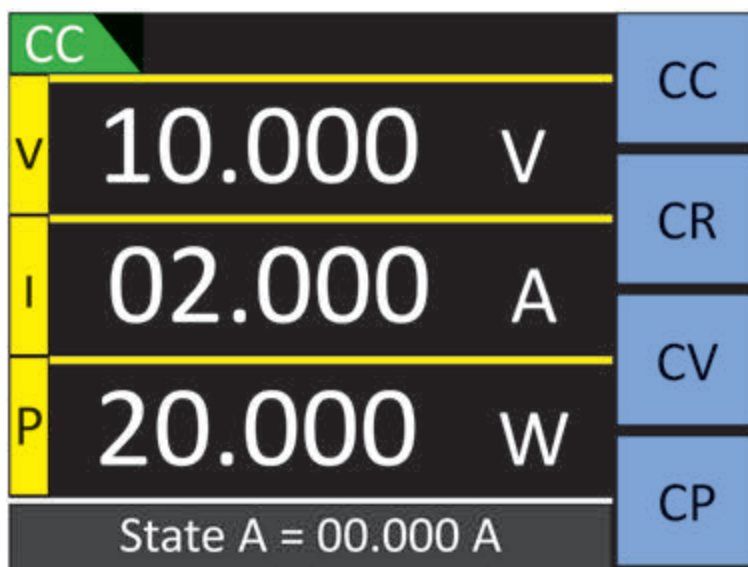 CC
V 10.000 V
I 02.000 A
P 20.000 W
State A = 00.000 A
CC
CR
CV
CP